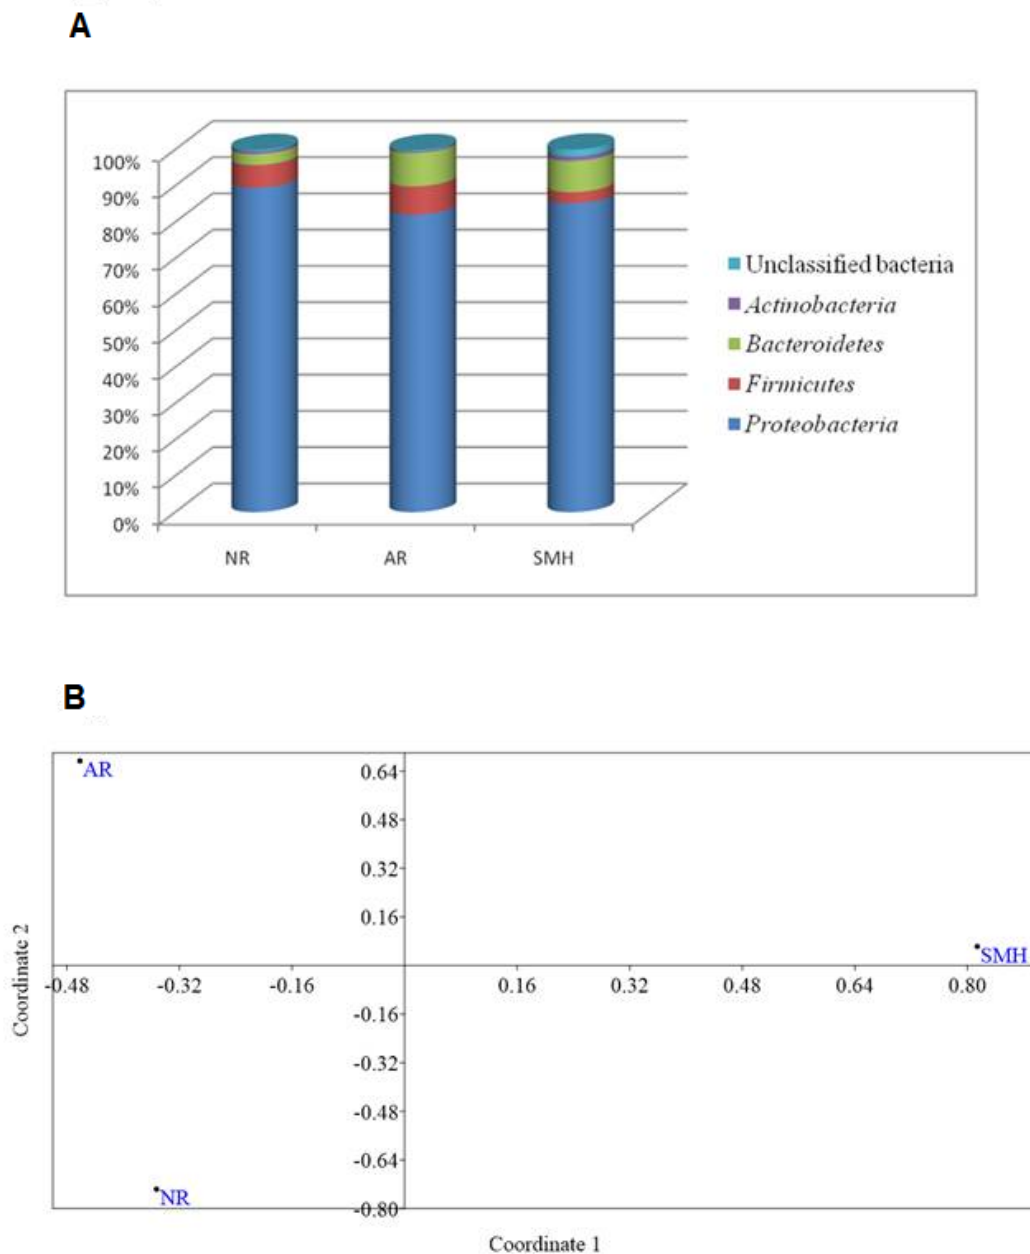 A
100%
90%
80%
70%
60%
50%
40%
30%
20%
10%
0%
NR AR SMH
Unclassified bacteria
Actinobacteria
Bacteroidetes
Firmicutes
Proteobacteria
B
AR
0.64
0.48
0.32
0.16
SMH
-0.48 -0.32 -0.16 0.16 0.32 0.48 0.64 0.80
-0.16
-0.32
-0.48
-0.64
NR
-0.80
Coordinate 2
Coordinate 1